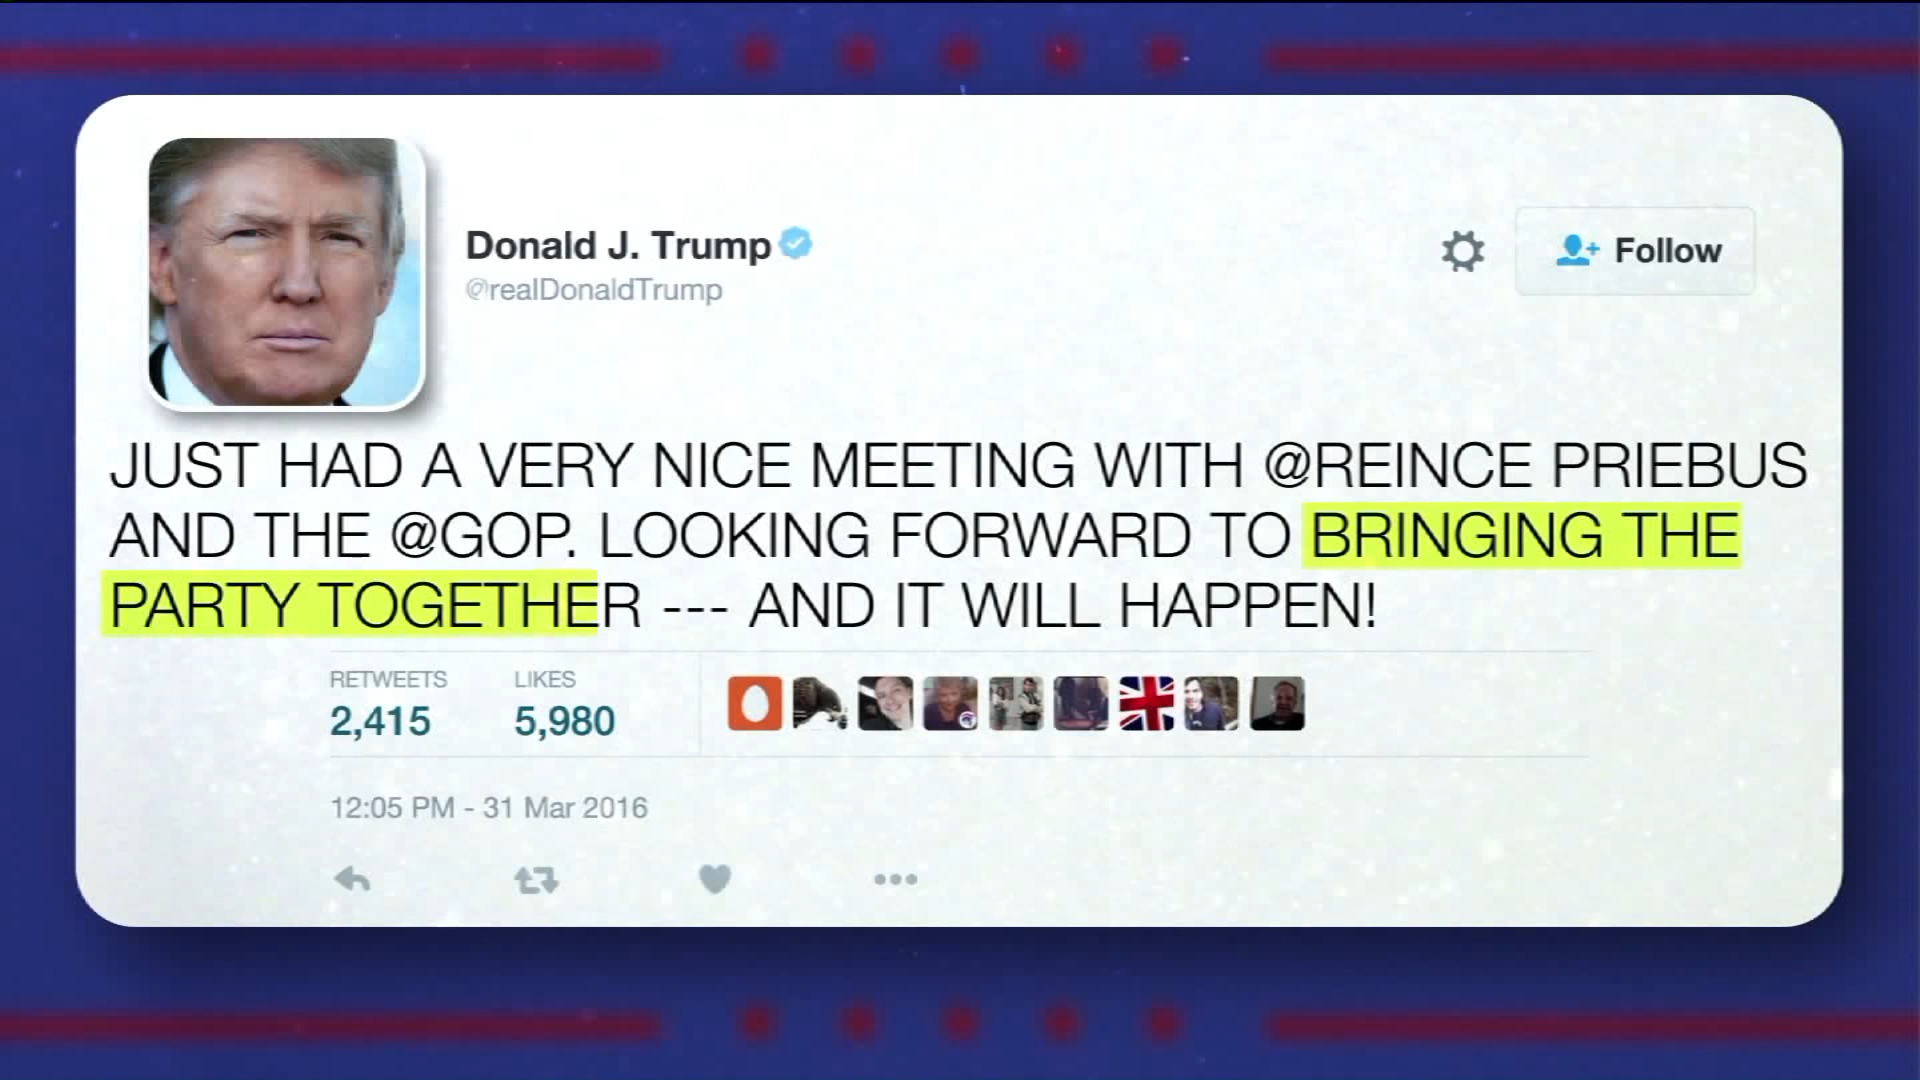 Donald J. Trump
@realDonaldTrump
Follow
JUST HAD A VERY NICE MEETING WITH @REINCE PRIEBUS
AND THE @GOP. LOOKING FORWARD TO BRINGING THE
PARTY TOGETHER --- AND IT WILL HAPPEN!
RETWEETS LIKES
2,415 5,980
12:05 PM - 31 Mar 2016